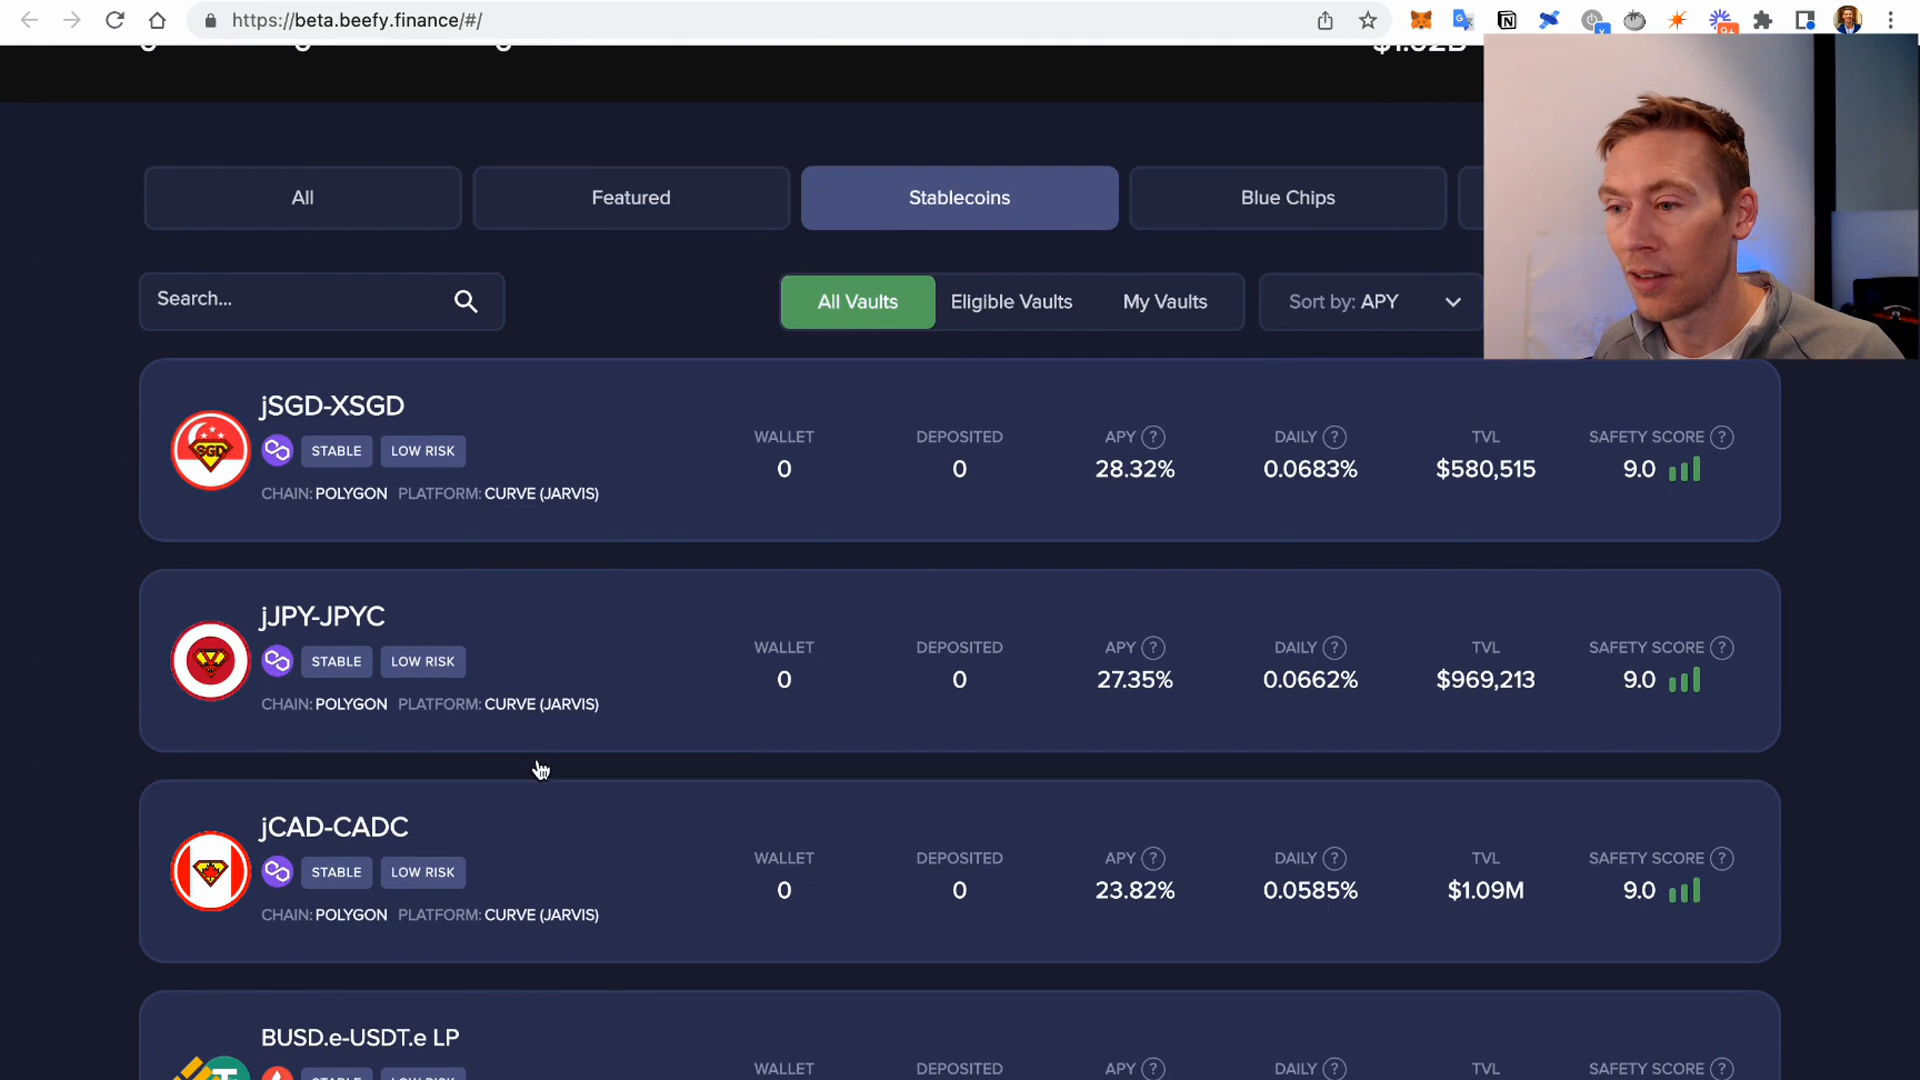 https://beta.beefy.finance/#/
All
Featured
Stablecoins
Blue Chips
Search...
All Vaults
Eligible Vaults
My Vaults
Sort by: APY
jSGD-XSGD
STABLE
LOW RISK
CHAIN: POLYGON PLATFORM: CURVE (JARVIS)
WALLET
0
DEPOSITED
0
APY ?
28.32%
DAILY ?
0.0683%
TVL
$580,515
SAFETY SCORE ?
9.0
jJPY-JPYC
STABLE
LOW RISK
CHAIN: POLYGON PLATFORM: CURVE (JARVIS)
WALLET
0
DEPOSITED
0
APY ?
27.35%
DAILY ?
0.0662%
TVL
$969,213
SAFETY SCORE ?
9.0
jCAD-CADC
STABLE
LOW RISK
CHAIN: POLYGON PLATFORM: CURVE (JARVIS)
WALLET
0
DEPOSITED
0
APY ?
23.82%
DAILY ?
0.0585%
TVL
$1.09M
SAFETY SCORE ?
9.0
BUSD.e-USDT.e LP
STABLE
LOW RISK
WALLET
DEPOSITED
APY ?
DAILY ?
TVL
SAFETY SCORE ?